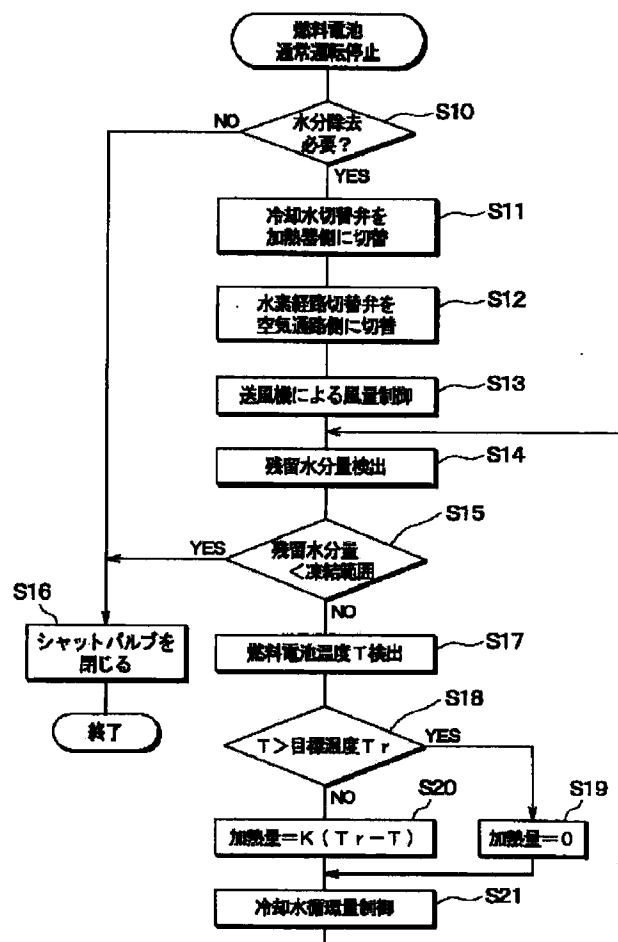 燃料電池
通常運転停止
S10
NO
水分除去
必要？
YES
S11
冷却水切替弁を
加熱器側に切替
S12
水素経路切替弁を
空気通路側に切替
S13
送風機による風量制御
S14
残留水分量検出
S15
YES
残留水分量
＜凍結範囲
NO
S16
シャットバルブを
閉じる
S17
燃料電池温度T検出
終了
S18
T＞目標温度Tr
YES
NO
S20
S19
加熱量＝K（Tr－T）
加熱量＝0
S21
冷却水循環量制御